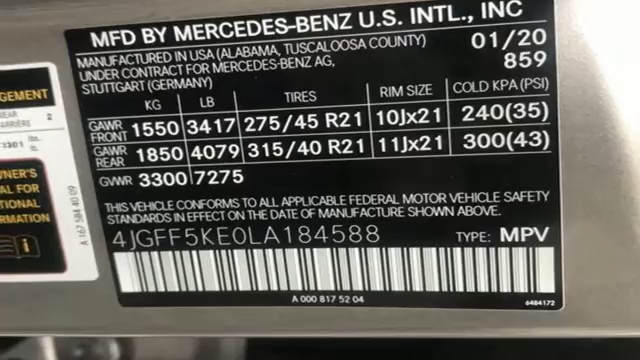 MFD BY MERCEDES-BENZ U.S. INTL., INC
MANUFACTURED IN USA (ALABAMA, TUSCALOOSA COUNTY) 01/20
UNDER CONTRACT FOR MERCEDES-BENZ AG, 859
STUTTGART (GERMANY)
KG LB TIRES RIM SIZE COLD KPA (PSI)
GAWR FRONT 1550 3417 275/45 R21 10Jx21 240(35)
GAWR REAR 1850 4079 315/40 R21 11Jx21 300(43)
GVWR 3300 7275
THIS VEHICLE CONFORMS TO ALL APPLICABLE FEDERAL MOTOR VEHICLE SAFETY
STANDARDS IN EFFECT ON THE DATE OF MANUFACTURE SHOWN ABOVE.
4JGFF5KE0LA184588 TYPE: MPV
A 000 817 52 04 6484172
GEMENT
REAR 2
ARRIÈRE
lbs.
WNER'S
AL FOR
TIONAL
RMATION
i
A 167 584 40 09